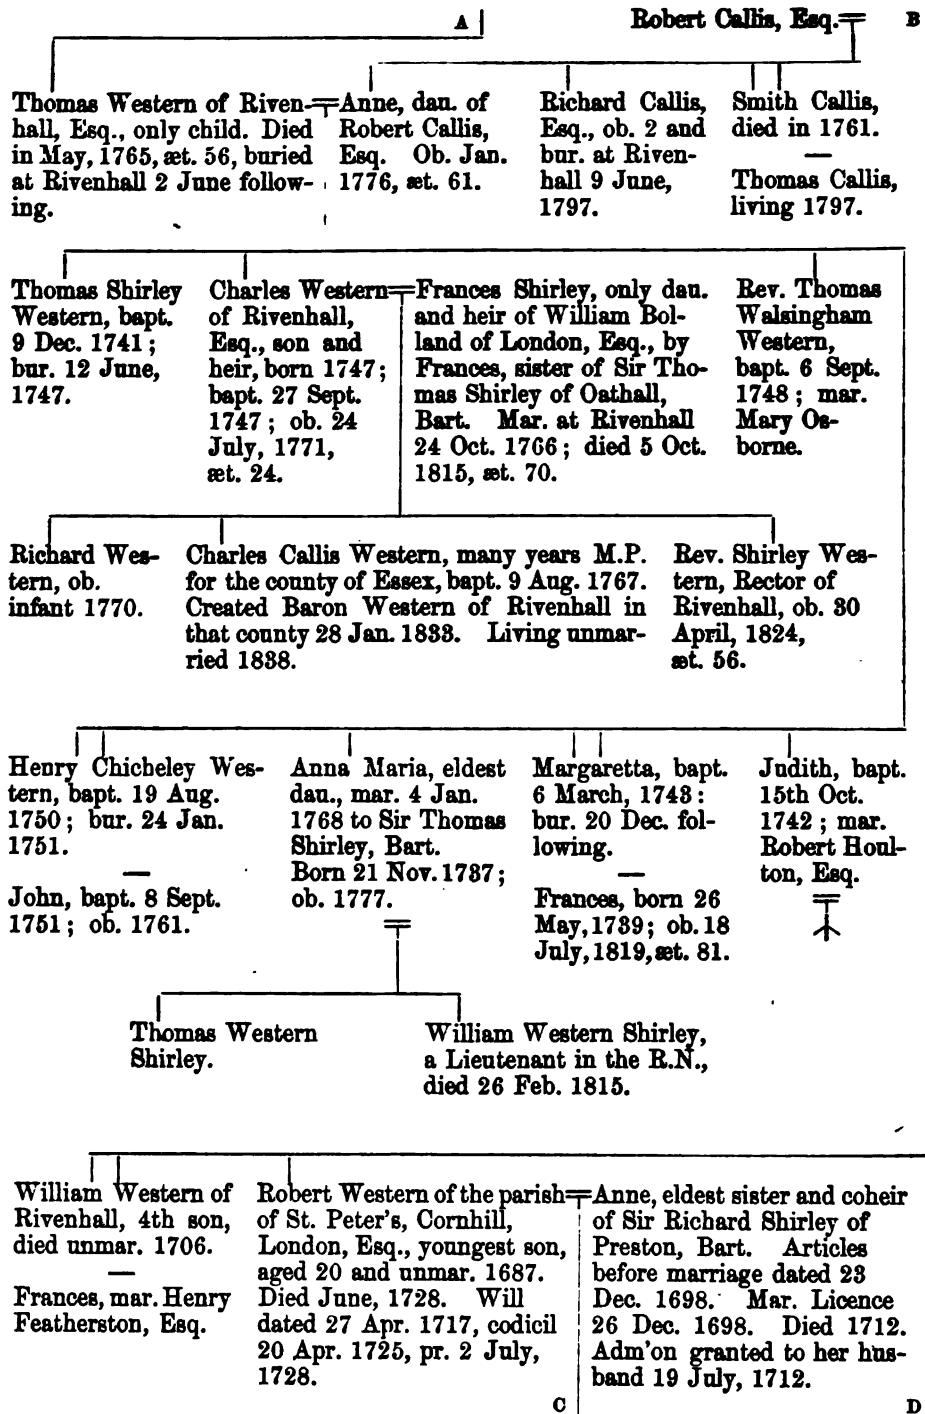 A
Robert Callis, Esq.
B
Thomas Western of Riven-
hall, Esq., only child. Died
in May, 1765, æt. 56, buried
at Rivenhall 2 June follow-
ing.
Anne, dau. of
Robert Callis,
Esq. Ob. Jan.
1776, æt. 61.
Richard Callis,
Esq., ob. 2 and
bur. at Riven-
hall 9 June,
1797.
Smith Callis,
died in 1761.
—
Thomas Callis,
living 1797.
Thomas Shirley
Western, bapt.
9 Dec. 1741;
bur. 12 June,
1747.
Charles Western
of Rivenhall,
Esq., son and
heir, born 1747;
bapt. 27 Sept.
1747; ob. 24
July, 1771,
æt. 24.
Frances Shirley, only dau.
and heir of William Bol-
land of London, Esq., by
Frances, sister of Sir Tho-
mas Shirley of Oathall,
Bart. Mar. at Rivenhall
24 Oct. 1766; died 5 Oct.
1815, æt. 70.
Rev. Thomas
Walsingham
Western,
bapt. 6 Sept.
1748; mar.
Mary Os-
borne.
Richard Wes-
tern, ob.
infant 1770.
Charles Callis Western, many years M.P.
for the county of Essex, bapt. 9 Aug. 1767.
Created Baron Western of Rivenhall in
that county 28 Jan. 1833. Living unmar-
ried 1838.
Rev. Shirley Wes-
tern, Rector of
Rivenhall, ob. 30
April, 1824,
æt. 56.
Henry Chicheley Wes-
tern, bapt. 19 Aug.
1750; bur. 24 Jan.
1751.
—
John, bapt. 8 Sept.
1751; ob. 1761.
Anna Maria, eldest
dau., mar. 4 Jan.
1768 to Sir Thomas
Shirley, Bart.
Born 21 Nov. 1737;
ob. 1777.
Margaretta, bapt.
6 March, 1743:
bur. 20 Dec. fol-
lowing.
—
Frances, born 26
May, 1739; ob. 18
July, 1819, æt. 81.
Judith, bapt.
15th Oct.
1742; mar.
Robert Houl-
ton, Esq.
Thomas Western
Shirley.
William Western Shirley,
a Lieutenant in the R.N.,
died 26 Feb. 1815.
William Western of
Rivenhall, 4th son,
died unmar. 1706.
—
Frances, mar. Henry
Featherston, Esq.
Robert Western of the parish
of St. Peter's, Cornhill,
London, Esq., youngest son,
aged 20 and unmar. 1687.
Died June, 1728. Will
dated 27 Apr. 1717, codicil
20 Apr. 1725, pr. 2 July,
1728.
Anne, eldest sister and coheir
of Sir Richard Shirley of
Preston, Bart. Articles
before marriage dated 23
Dec. 1698. Mar. Licence
26 Dec. 1698. Died 1712.
Adm'on granted to her hus-
band 19 July, 1712.
C
D